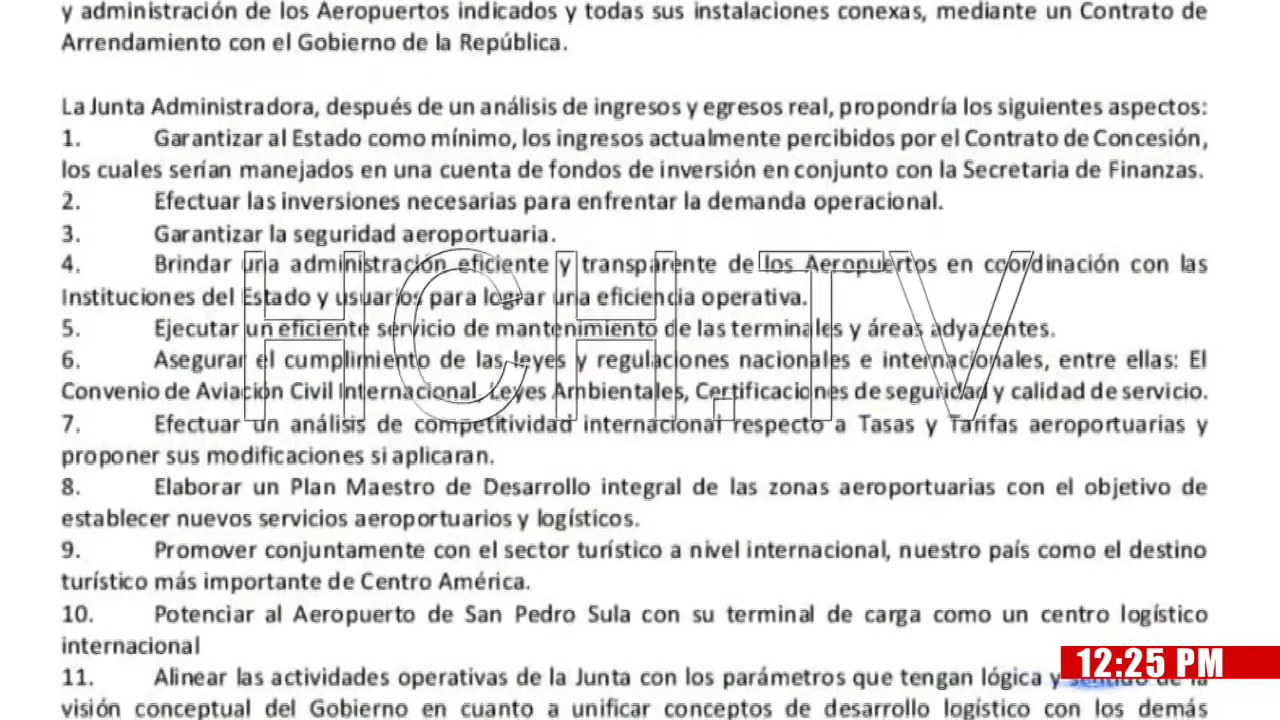 y administración de los Aeropuertos indicados y todas sus instalaciones conexas, mediante un Contrato de
Arrendamiento con el Gobierno de la República.
La Junta Administradora, después de un análisis de ingresos y egresos real, propondría los siguientes aspectos:
1. Garantizar al Estado como mínimo, los ingresos actualmente percibidos por el Contrato de Concesión,
los cuales serían manejados en una cuenta de fondos de inversión en conjunto con la Secretaria de Finanzas.
2. Efectuar las inversiones necesarias para enfrentar la demanda operacional.
3. Garantizar la seguridad aeroportuaria.
4. Brindar una administración eficiente y transparente de los Aeropuertos en coordinación con las
Instituciones del Estado y usuarios para lograr una eficiencia operativa.
5. Ejecutar un eficiente servicio de mantenimiento de las terminales y áreas adyacentes.
6. Asegurar el cumplimiento de las leyes y regulaciones nacionales e internacionales, entre ellas: El
Convenio de Aviación Civil Internacional, Leyes Ambientales, Certificaciones de seguridad y calidad de servicio.
7. Efectuar un análisis de competitividad internacional respecto a Tasas y Tarifas aeroportuarias y
proponer sus modificaciones si aplicaran.
8. Elaborar un Plan Maestro de Desarrollo integral de las zonas aeroportuarias con el objetivo de
establecer nuevos servicios aeroportuarios y logísticos.
9. Promover conjuntamente con el sector turístico a nivel internacional, nuestro país como el destino
turístico más importante de Centro América.
10. Potenciar al Aeropuerto de San Pedro Sula con su terminal de carga como un centro logístico
internacional
11. Alinear las actividades operativas de la Junta con los parámetros que tengan lógica y sentido de la
visión conceptual del Gobierno en cuanto a unificar conceptos de desarrollo logístico con los demás
HCH.TV
12:25 PM